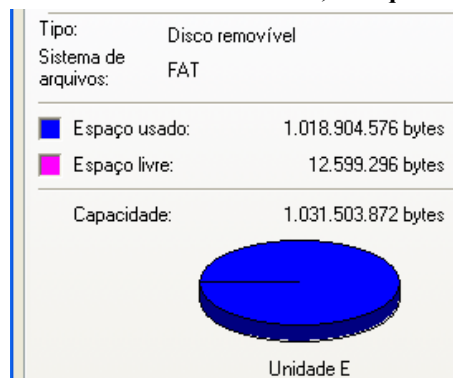 Tipo: Disco removível
Sistema de
arquivos: FAT
Espaço usado: 1.018.904.576 bytes
Espaço livre: 12.599.296 bytes
Capacidade: 1.031.503.872 bytes
Unidade E